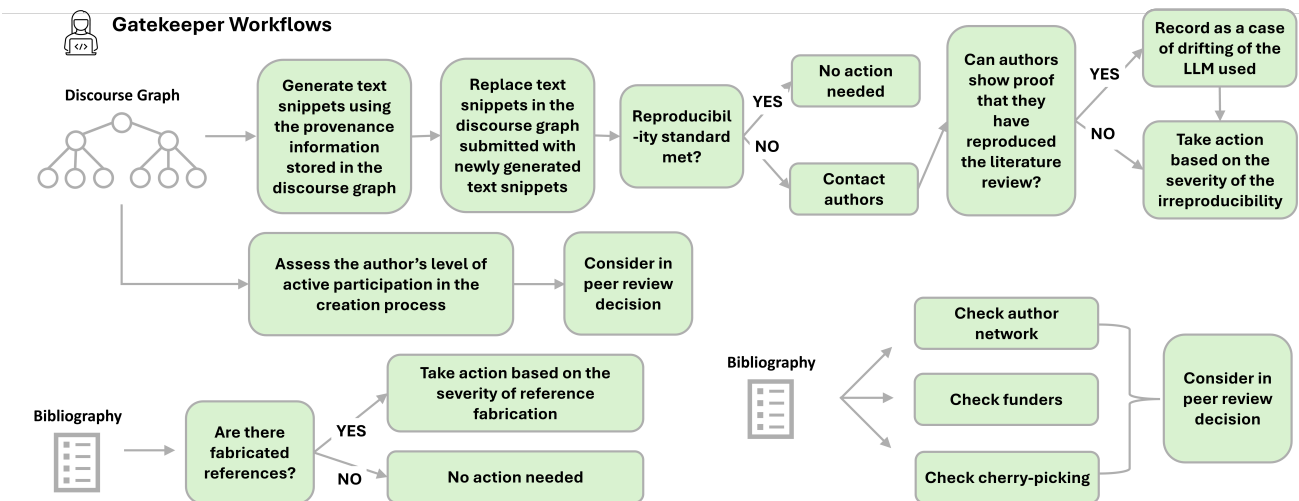 Gatekeeper Workflows
Discourse Graph
Generate text
snippets using
the provenance
information
stored in the
discourse graph
Replace text
snippets in the
discourse graph
submitted with
newly generated
text snippets
Reproducibil
-ity standard
met?
YES
NO
No action
needed
Contact
authors
Can authors
show proof
that they
have
reproduced
the literature
review?
YES
NO
Record as a case
of drifting of the
LLM used
Take action
based on the
severity of the
irreproducibility
Assess the author’s level of
active participation in the
creation process
Consider in
peer review
decision
Bibliography
Are there
fabricated
references?
YES
NO
Take action based on the
severity of reference
fabrication
No action needed
Bibliography
Check author
network
Check funders
Check cherry-picking
Consider in
peer review
decision